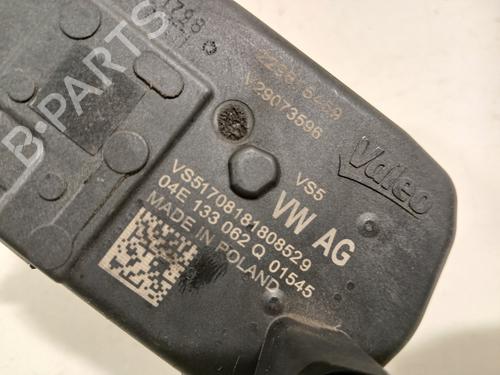 B-PARTS
V29073596
Valeo
VS5
VW AG
VS51708181808529
04E 133 062 Q 01545
MADE IN POLAND